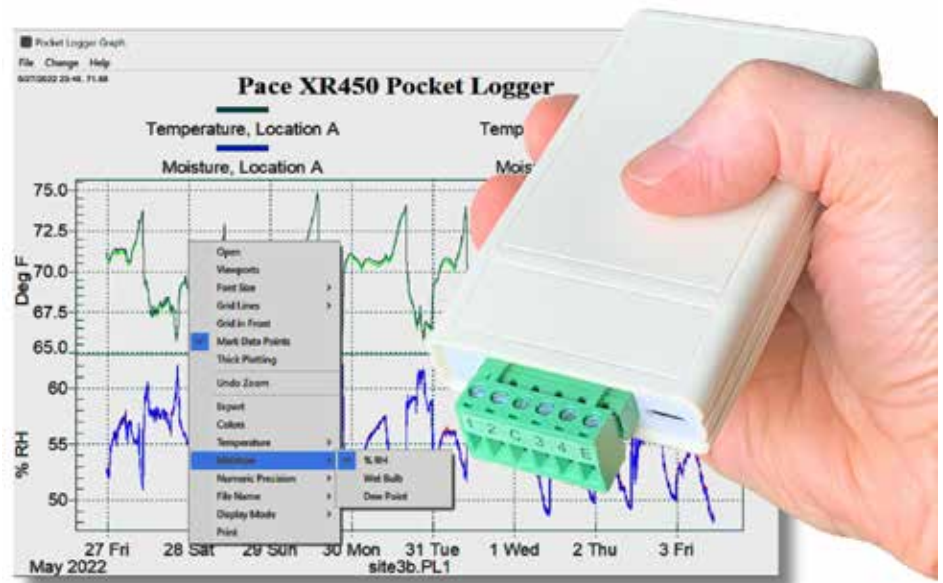 Pocket Logger Graph
File Change Help
5/27/2022 23:48, 71.68
Pace XR450 Pocket Logger
Temperature, Location A
Temp
Moisture, Location A
Mois
75.0
72.5
70.0
67.5
65.0
Deg F
60
55
50
% RH
Open
Viewports
Font Size
Grid Lines
Grid in Front
Mark Data Points
Thick Plotting
Undo Zoom
Export
Colors
Temperature
Moisture
Numeric Precision
File Name
Display Mode
Print
% RH
Wet Bulb
Dew Point
27 Fri 28 Sat 29 Sun 30 Mon 31 Tue 1 Wed 2 Thu 3 Fri
May 2022
site3b.PL1
1 2 C 3 4 E